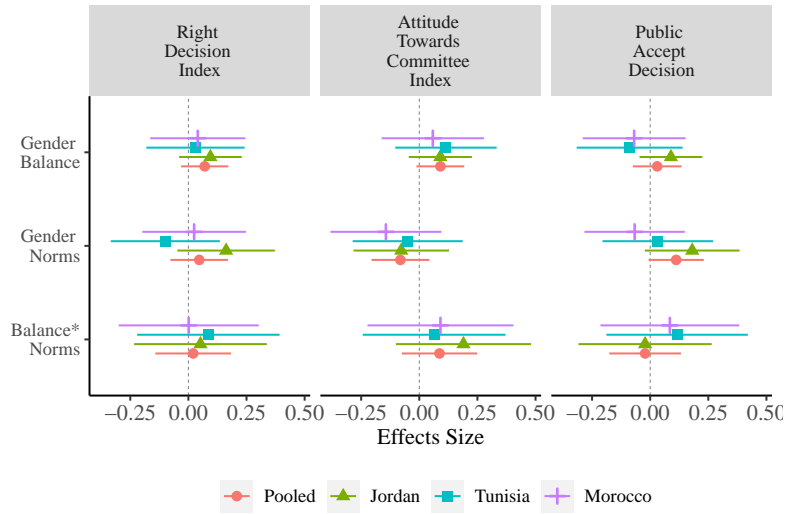 Right
Decision
Index
Attitude
Towards
Committee
Index
Public
Accept
Decision
Gender
Balance
Gender
Norms
Balance*
Norms
−0.25 0.00 0.25 0.50 −0.25 0.00 0.25 0.50 −0.25 0.00 0.25 0.50
Effects Size
Pooled Jordan Tunisia Morocco